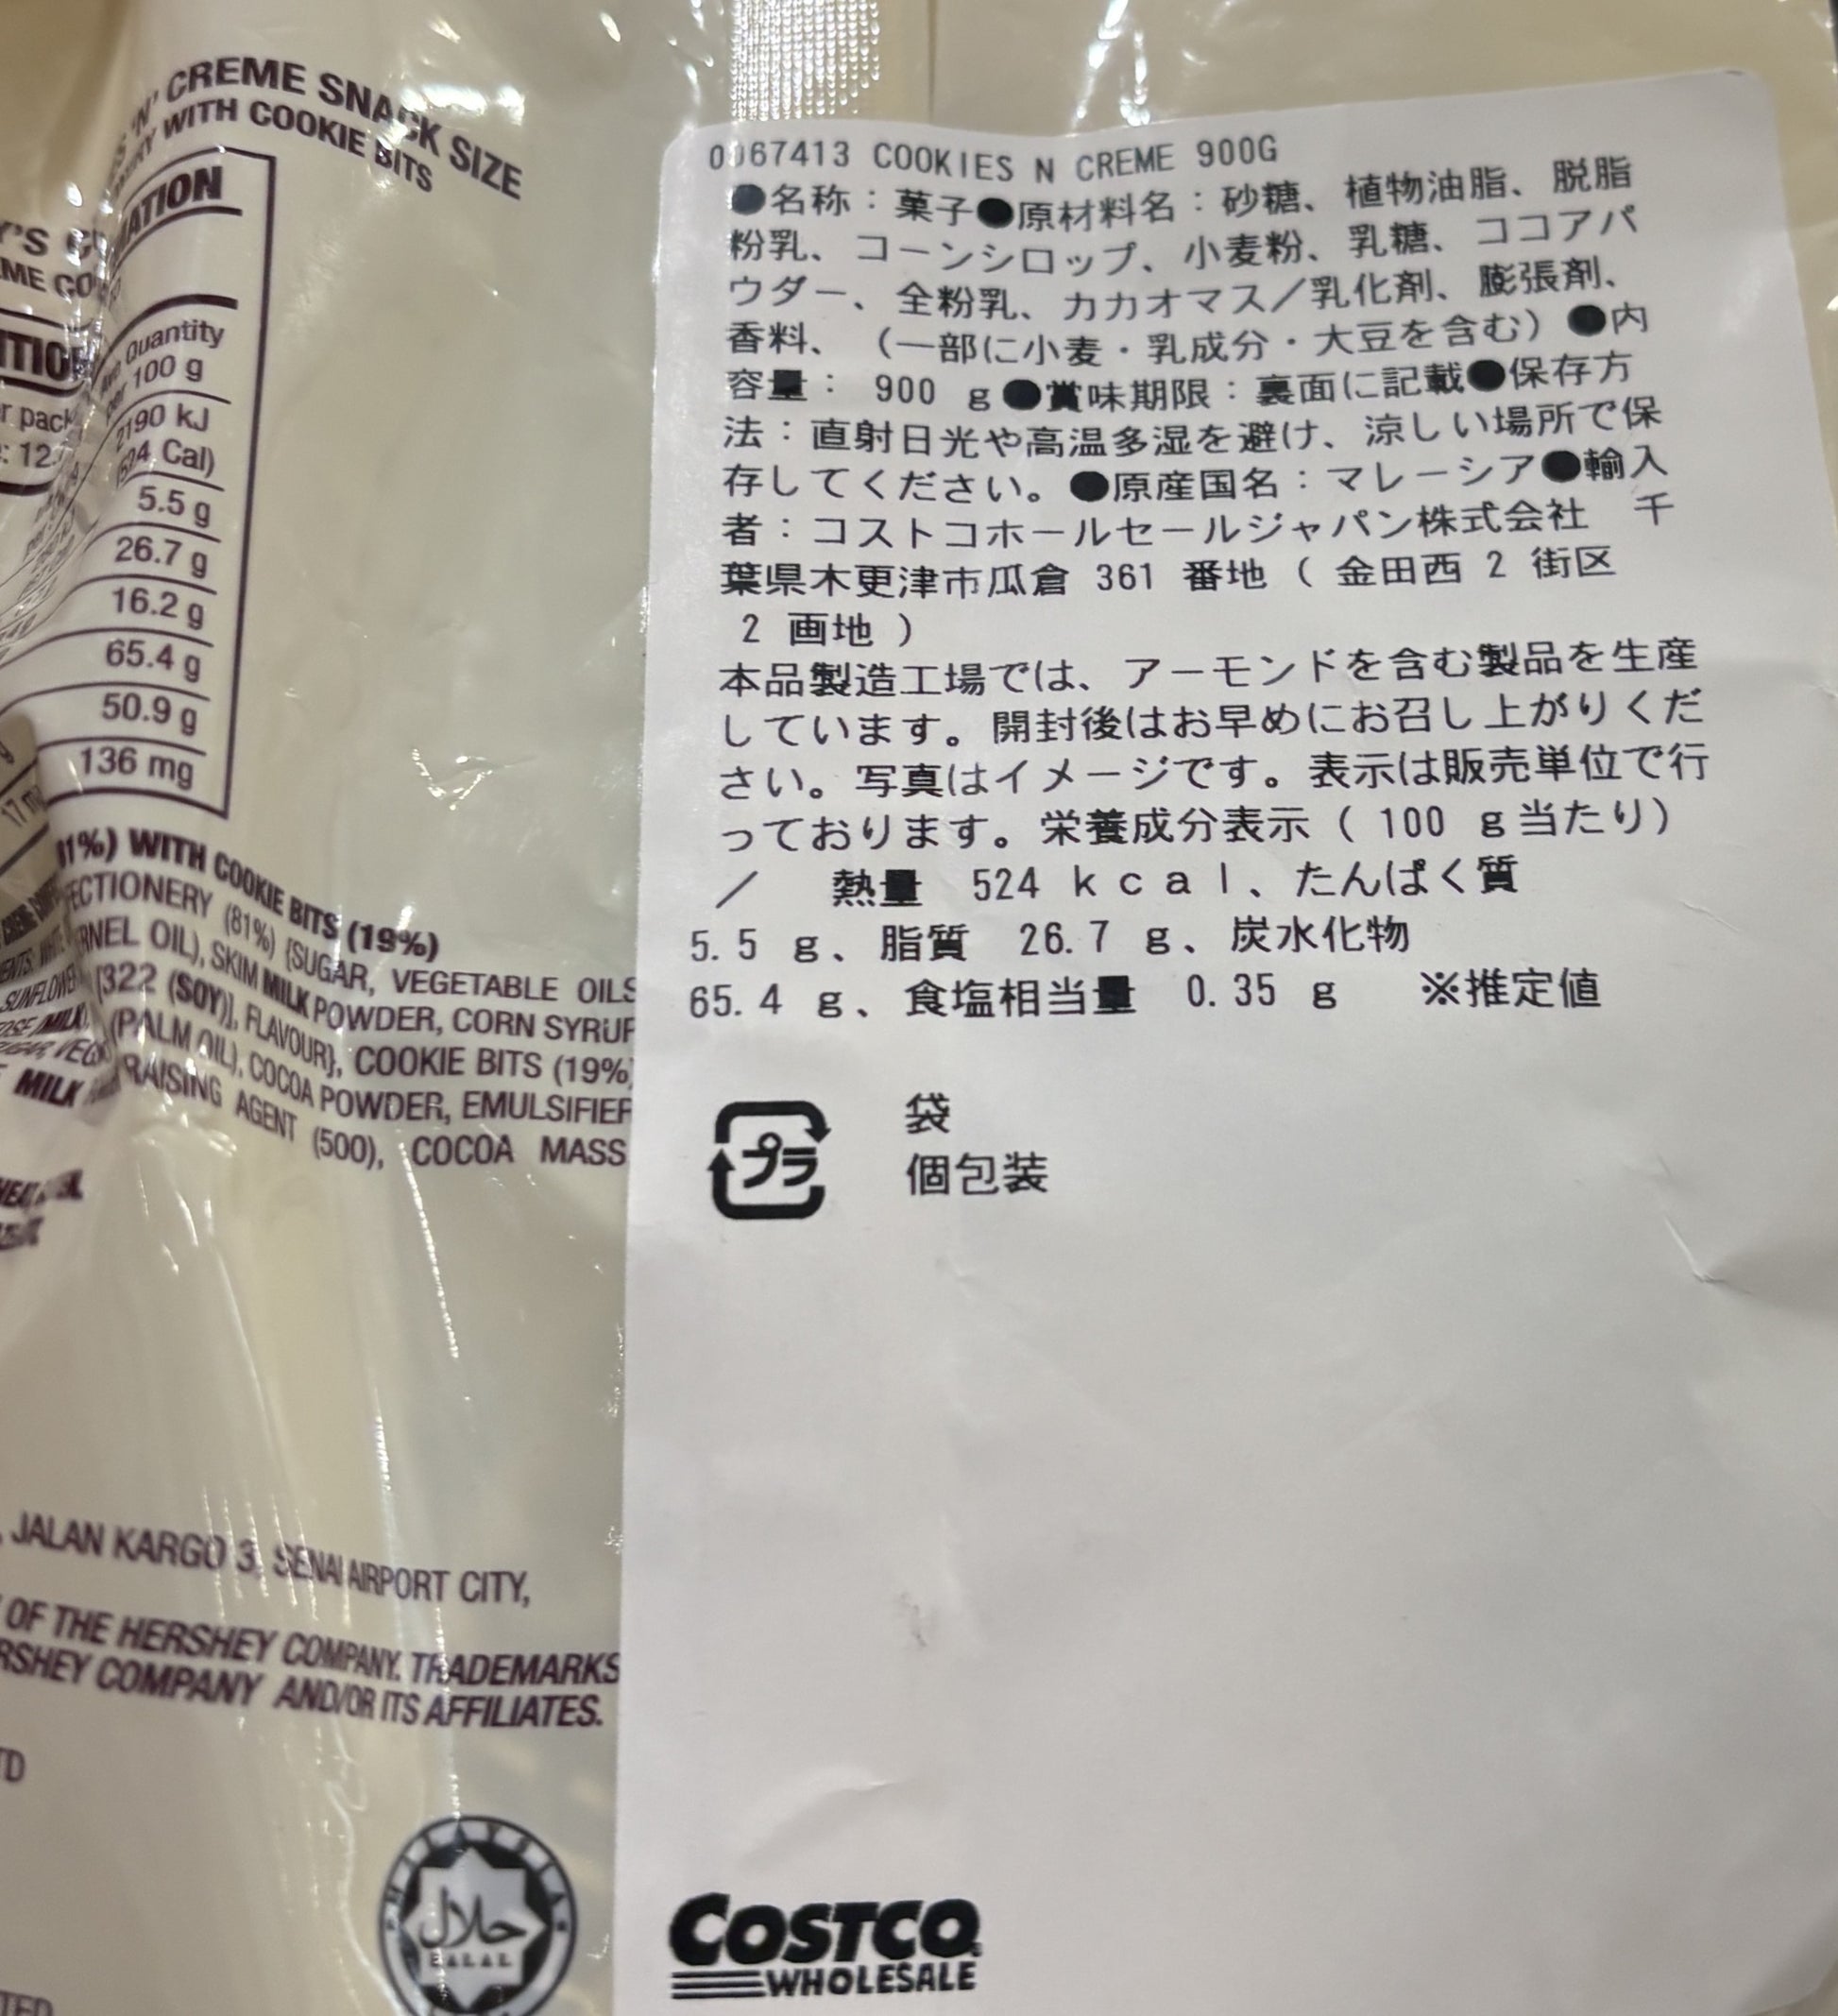 'N' CREME SNACK SIZE
WITH COOKIE BITS
Quantity
100 g
2190 kJ
Cal)
5.5 g
26.7 g
16.2 g
65.4 g
50.9 g
136 mg
WITH COOKIE BITS (19%)
(81%) {SUGAR, VEGETABLE OILS
OIL), SKIM MILK POWDER, CORN SYRUP
[322 (SOY)], FLAVOUR}, COOKIE BITS (19%)
(PALM OIL), COCOA POWDER, EMULSIFIER
RAISING AGENT (500), COCOA MASS
MILK
JALAN KARGO 3, SENAI AIRPORT CITY,
OF THE HERSHEY COMPANY. TRADEMARKS
COMPANY AND/OR ITS AFFILIATES.
حلال
HALAL
0067413 COOKIES N CREME 900G
●名称：菓子●原材料名：砂糖、植物油脂、脱脂
粉乳、コーンシロップ、小麦粉、乳糖、ココアパ
ウダー、全粉乳、カカオマス／乳化剤、膨張剤、
香料、（一部に小麦・乳成分・大豆を含む）●内
容量： 900 g●賞味期限：裏面に記載●保存方
法：直射日光や高温多湿を避け、涼しい場所で保
存してください。●原産国名：マレーシア●輸入
者：コストコホールセールジャパン株式会社 千
葉県木更津市瓜倉 361 番地 ( 金田西 2 街区
2 画地 )
本品製造工場では、アーモンドを含む製品を生産
しています。開封後はお早めにお召し上がりくだ
さい。写真はイメージです。表示は販売単位で行
っております。栄養成分表示 ( 100 g当たり)
／ 熱量 524 kcal、たんぱく質
5.5 g、脂質 26.7 g、炭水化物
65.4 g、食塩相当量 0.35 g ※推定値
プラ
袋
個包装
COSTCO
WHOLESALE